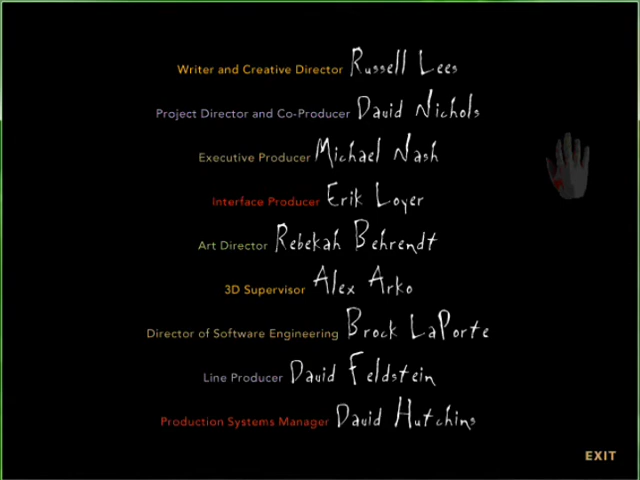 Writer and Creative Director Russell Lees
Project Director and Co-Producer David Nichols
Executive Producer Michael Nash
Interface Producer Erik Loyer
Art Director Rebekah Behrendt
3D Supervisor Alex Arko
Director of Software Engineering Brock LaPorte
Line Producer David Feldstein
Production Systems Manager David Hutchins
EXIT